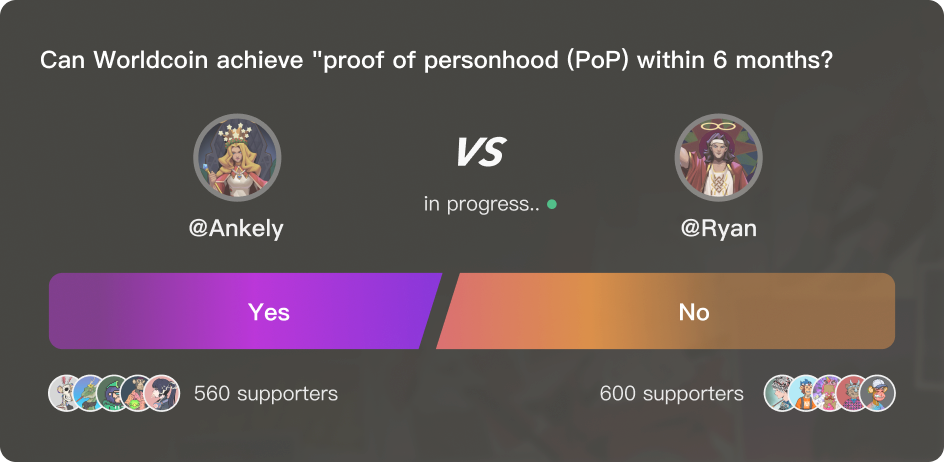 Can Worldcoin achieve "proof of personhood (PoP) within 6 months?
VS
in progress..
@Ankely
@Ryan
Yes
No
560 supporters
600 supporters